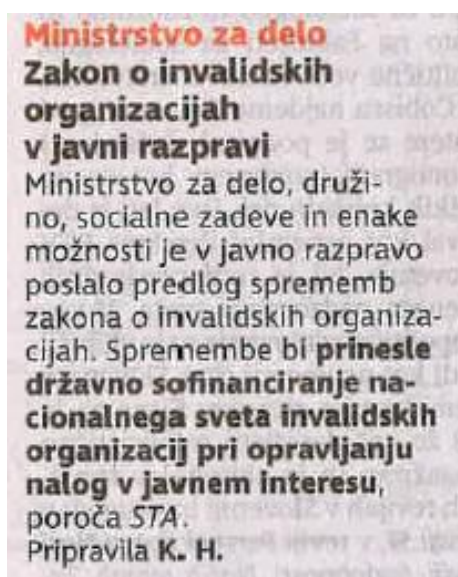 Ministrstvo za delo
Zakon o invalidskih
organizacijah
v javni razpravi
Ministrstvo za delo, druži-
no, socialne zadeve in enake
možnosti je v javno razpravo
poslalo predlog sprememb
zakona o invalidskih organiza-
cijah. Spremembe bi prinesle
državno sofinanciranje na-
cionalnega sveta invalidskih
organizacij pri opravljanju
nalog v javnem interesu,
poroča STA.
Pripravila K. H.